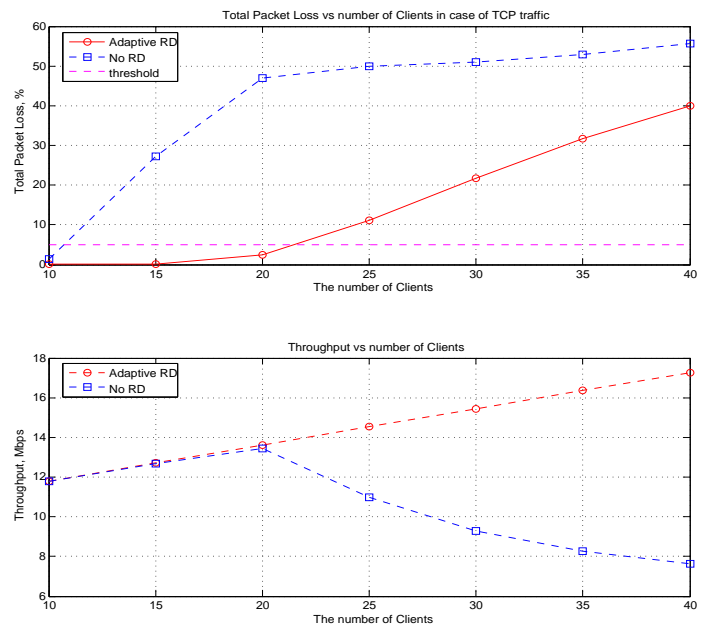 Total Packet Loss vs number of Clients in case of TCP traffic
60
50
40
30
20
10
0
Total Packet Loss, %
Adaptive RD
No RD
threshold
10 15 20 25 30 35 40
The number of Clients
Throughput vs number of Clients
18
16
14
12
10
8
6
Throughput, Mbps
Adaptive RD
No RD
10 15 20 25 30 35 40
The number of Clients